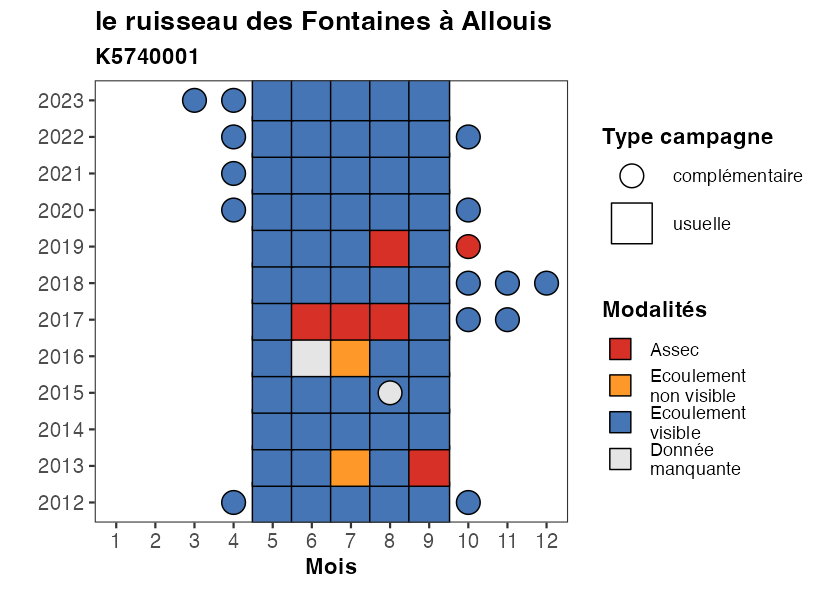 le ruisseau des Fontaines à Allouis
K5740001
2023
2022
2021
2020
2019
2018
2017
2016
2015
2014
2013
2012
1 2 3 4 5 6 7 8 9 10 11 12
Mois
Type campagne
complémentaire
usuelle
Modalités
Assec
Ecoulement
non visible
Ecoulement
visible
Donnée
manquante